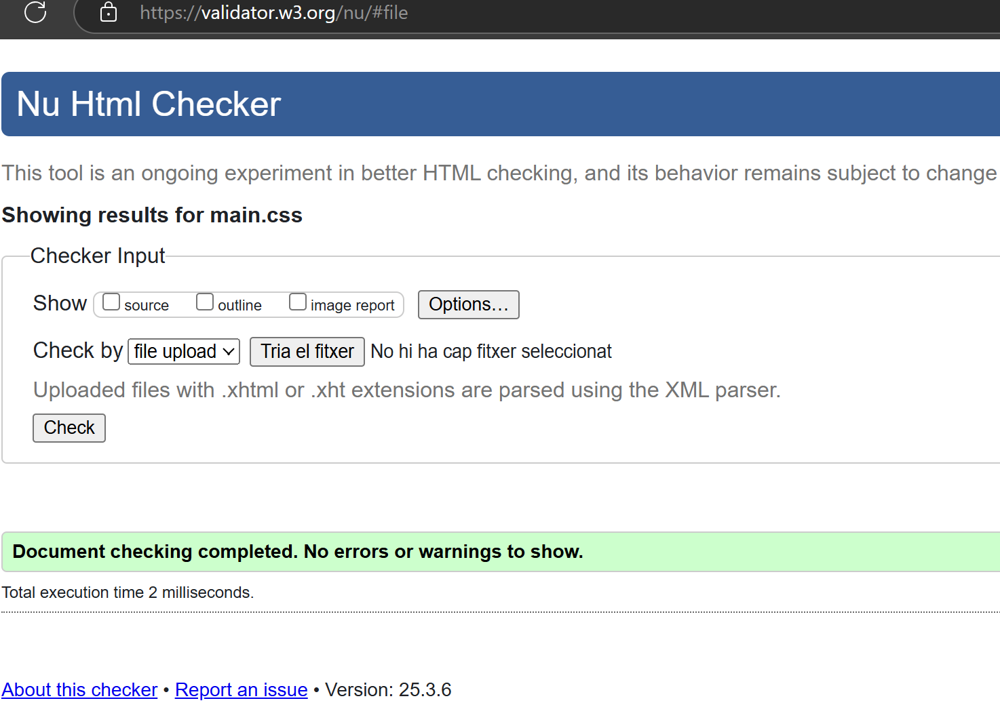 https://validator.w3.org/nu/#file
Nu Html Checker
This tool is an ongoing experiment in better HTML checking, and its behavior remains subject to change
Showing results for main.css
Checker Input
Show source outline image report Options…
Check by file upload Tria el fitxer No hi ha cap fitxer seleccionat
Uploaded files with .xhtml or .xht extensions are parsed using the XML parser.
Check
Document checking completed. No errors or warnings to show.
Total execution time 2 milliseconds.
About this checker • Report an issue • Version: 25.3.6